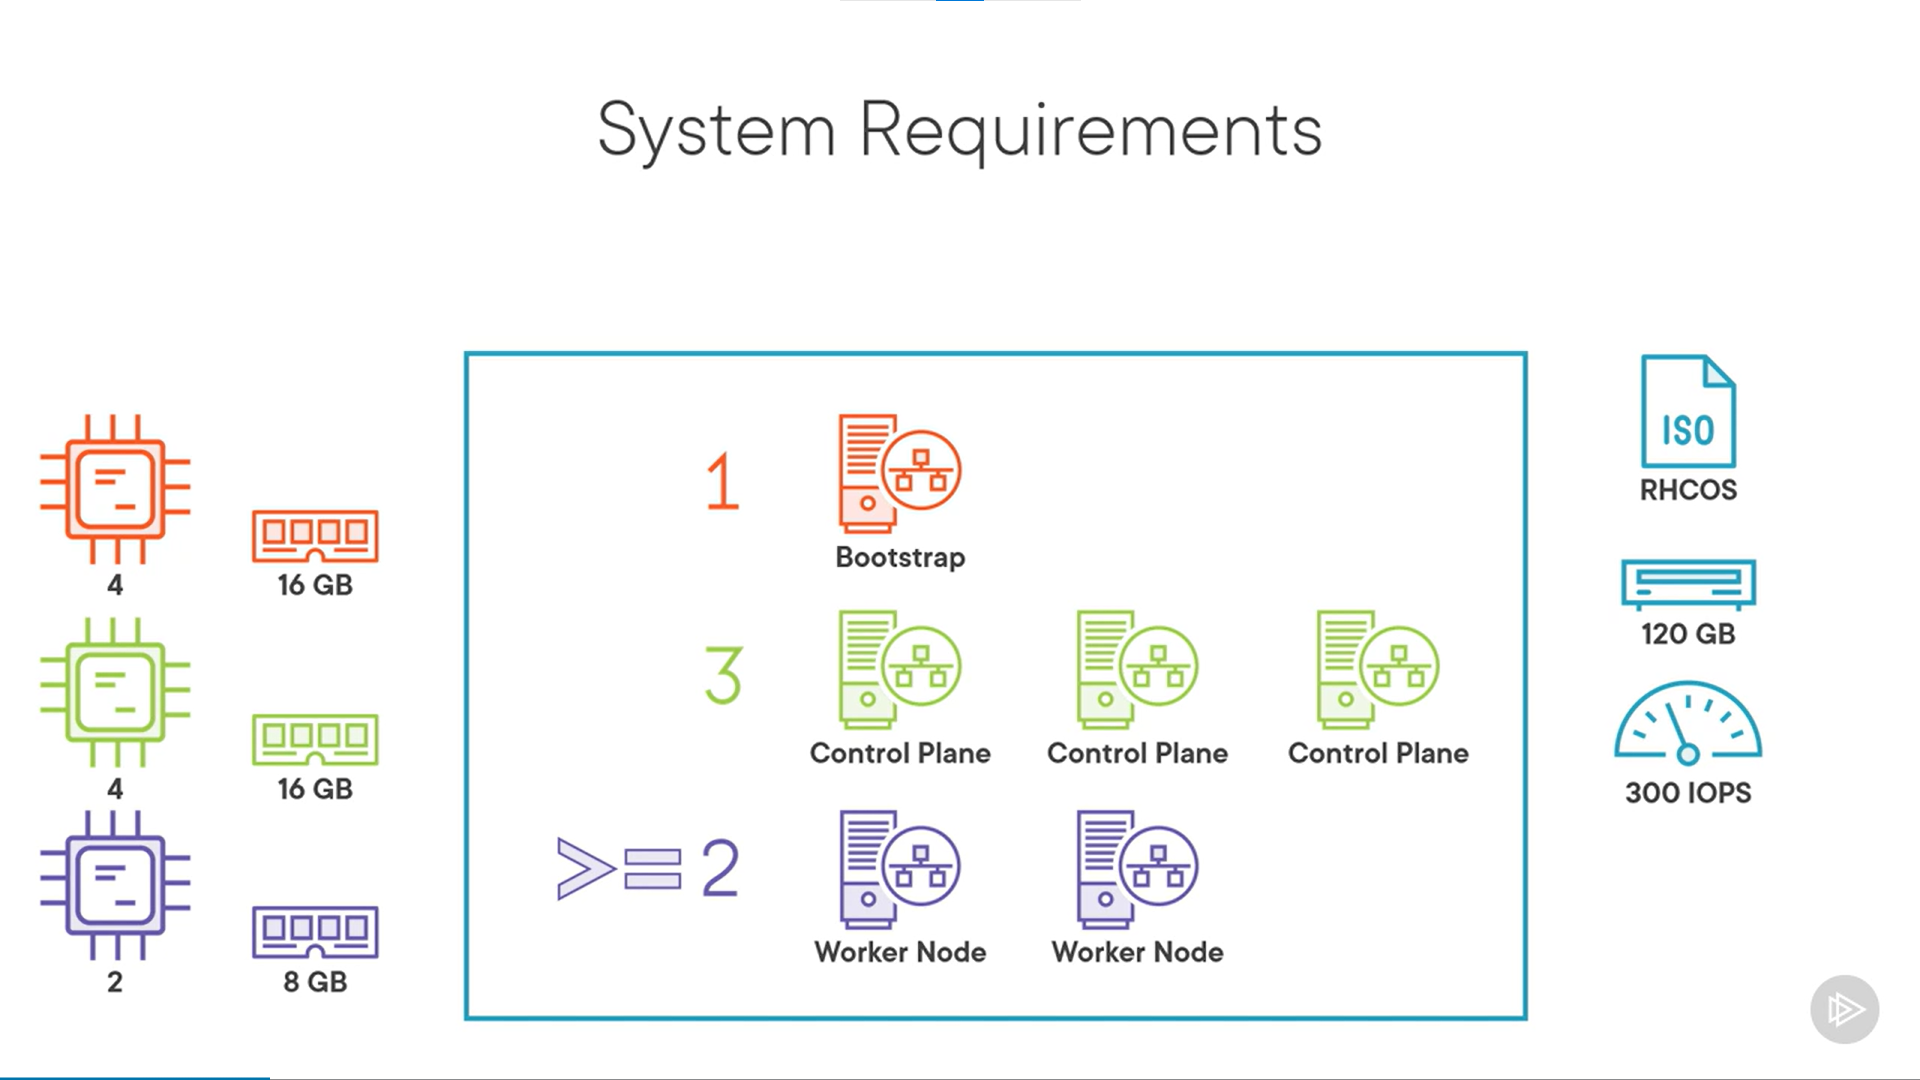 System Requirements
4
16 GB
1
Bootstrap
4
16 GB
3
Control Plane
Control Plane
Control Plane
2
8 GB
>= 2
Worker Node
Worker Node
ISO
RHCOS
120 GB
300 IOPS